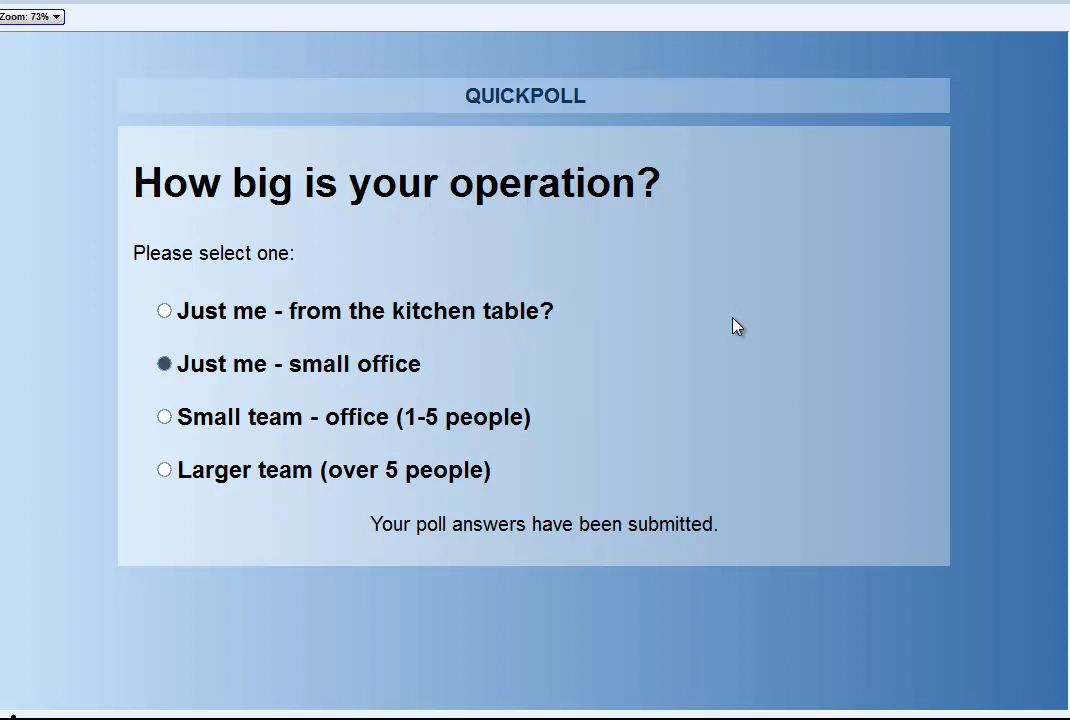 Zoom: 73%
QUICKPOLL
How big is your operation?
Please select one:
Just me - from the kitchen table?
Just me - small office
Small team - office (1-5 people)
Larger team (over 5 people)
Your poll answers have been submitted.